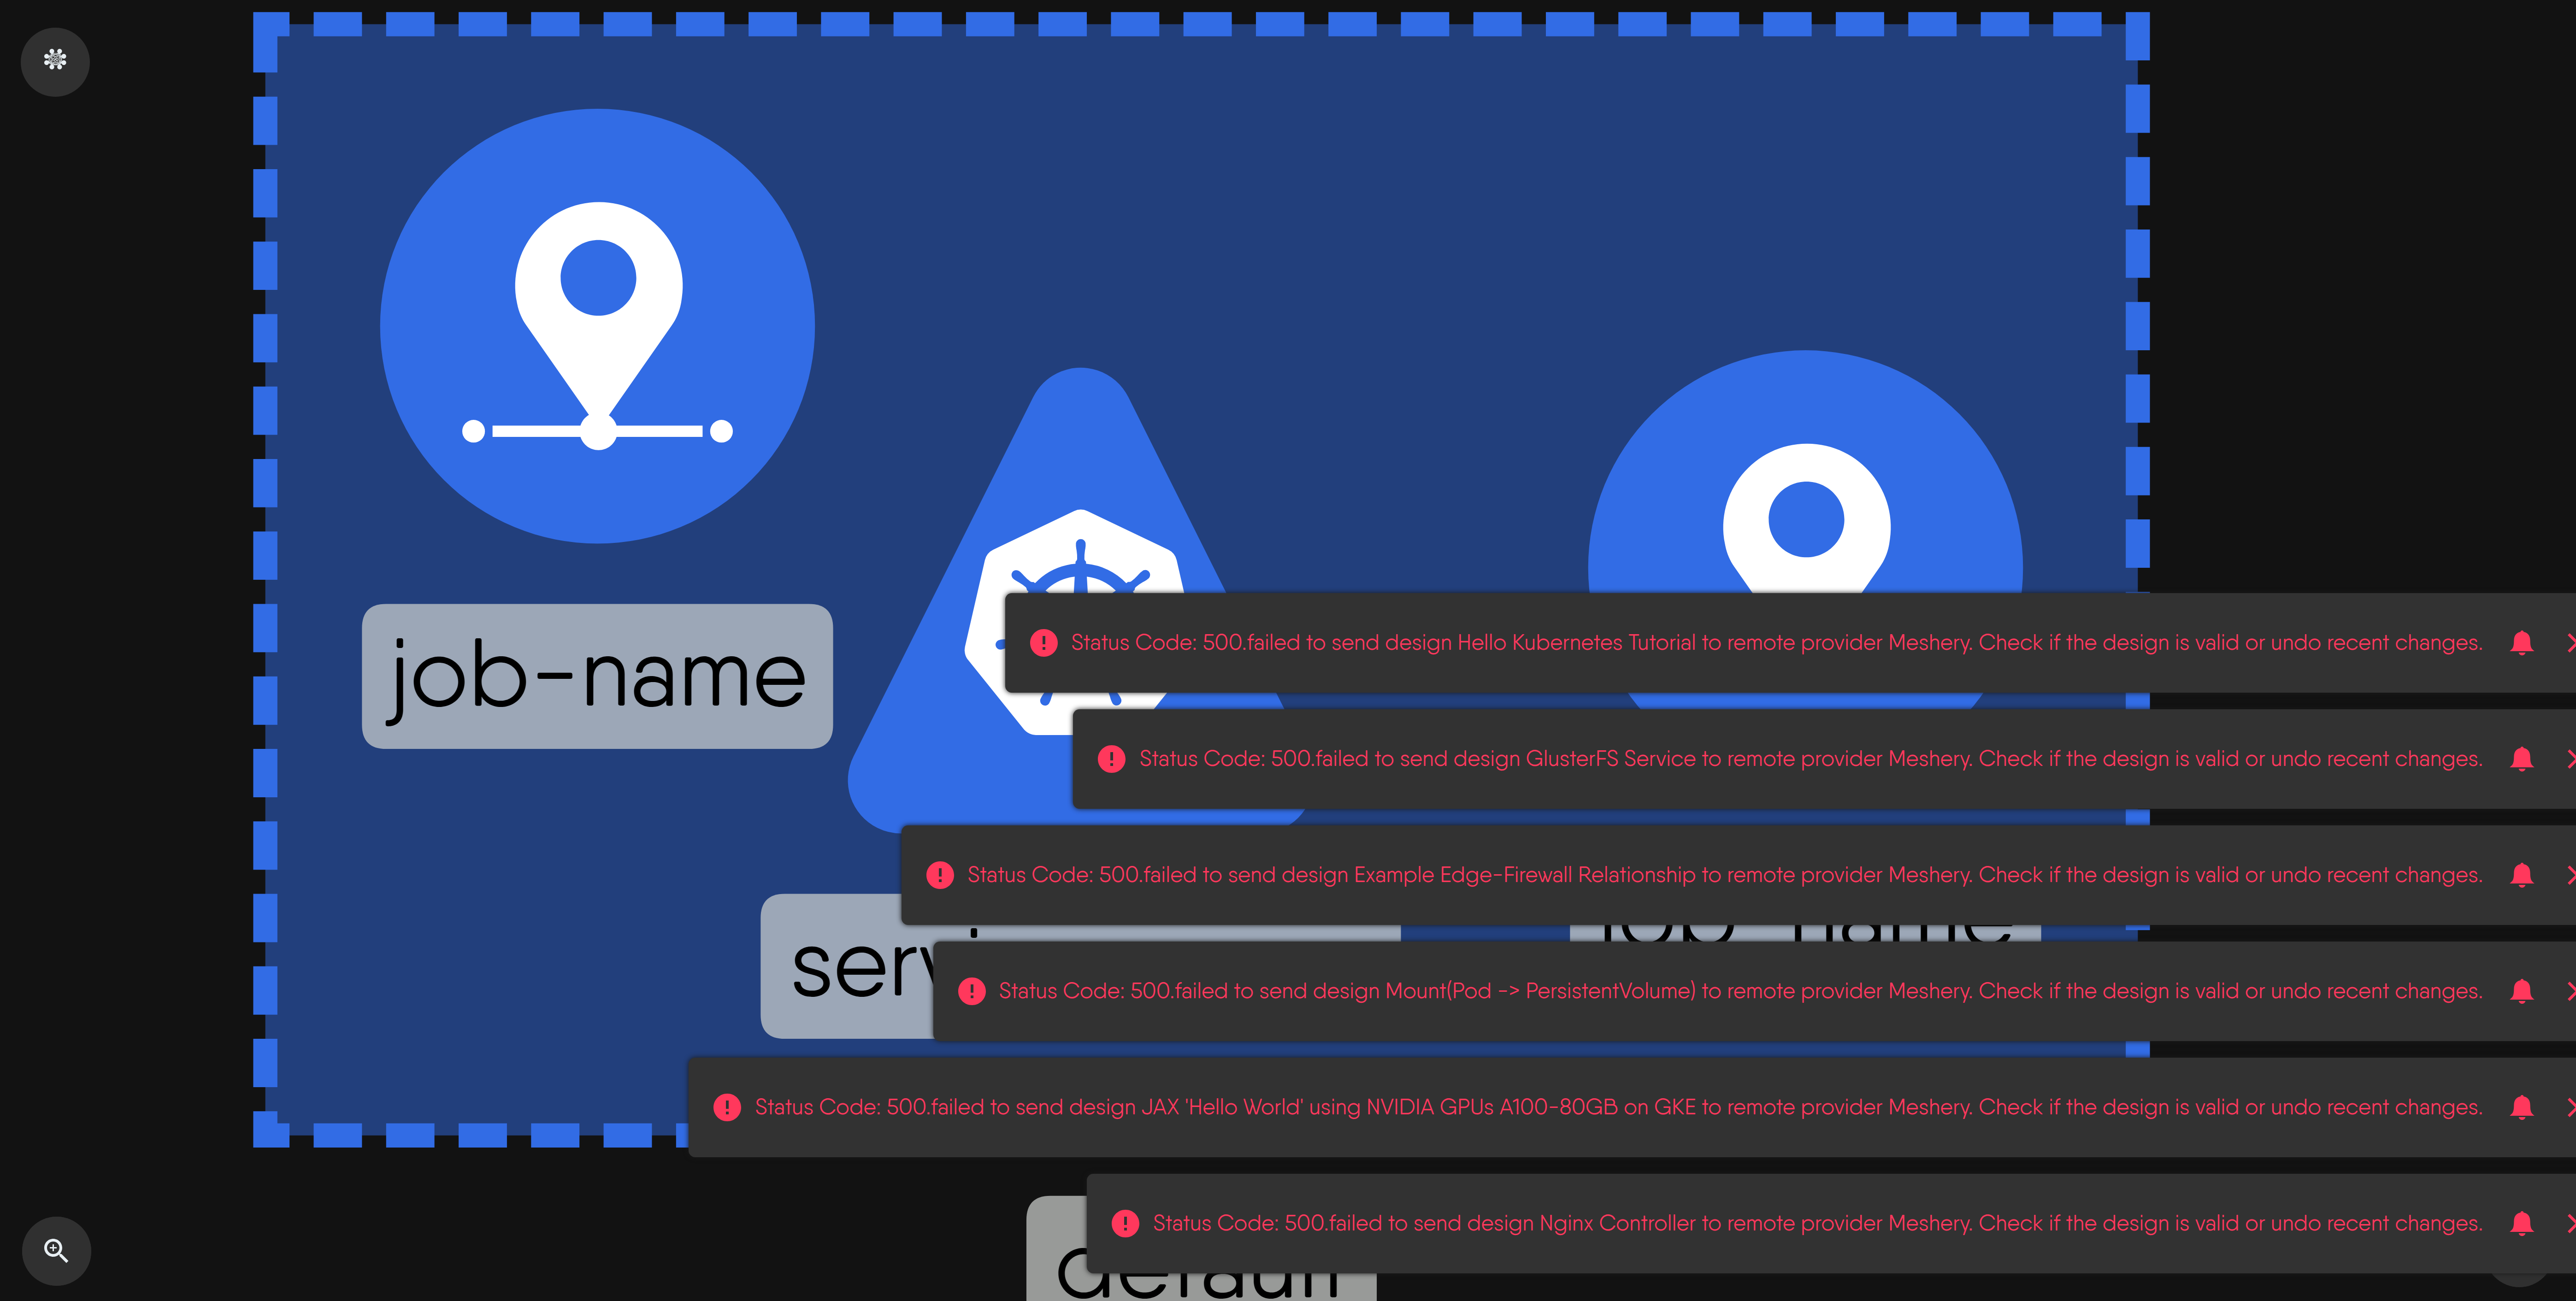 job-name
Status Code: 500.failed to send design Hello Kubernetes Tutorial to remote provider Meshery. Check if the design is valid or undo recent changes.
Status Code: 500.failed to send design GlusterFS Service to remote provider Meshery. Check if the design is valid or undo recent changes.
Status Code: 500.failed to send design Example Edge-Firewall Relationship to remote provider Meshery. Check if the design is valid or undo recent changes.
job-name
Status Code: 500.failed to send design Mount(Pod -> PersistentVolume) to remote provider Meshery. Check if the design is valid or undo recent changes.
Status Code: 500.failed to send design JAX 'Hello World' using NVIDIA GPUs A100-80GB on GKE to remote provider Meshery. Check if the design is valid or undo recent changes.
Status Code: 500.failed to send design Nginx Controller to remote provider Meshery. Check if the design is valid or undo recent changes.
default